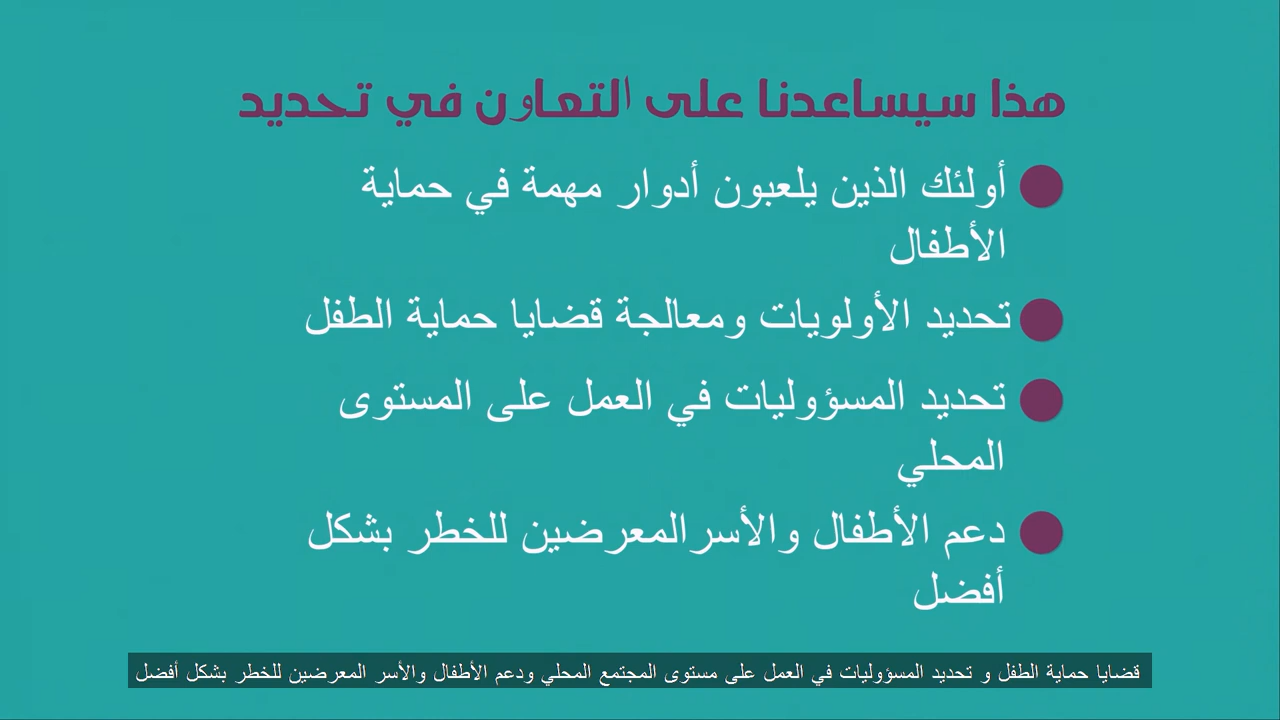 هذا سيساعدنا على التعاون في تحديد
أولئك الذين يلعبون أدوار مهمة في حماية
الأطفال
تحديد الأولويات ومعالجة قضايا حماية الطفل
تحديد المسؤوليات في العمل على المستوى
المحلي
دعم الأطفال والأسرالمعرضين للخطر بشكل
أفضل
قضايا حماية الطفل و تحديد المسؤوليات في العمل على مستوى المجتمع المحلي ودعم الأطفال والأسر المعرضين للخطر بشكل أفضل